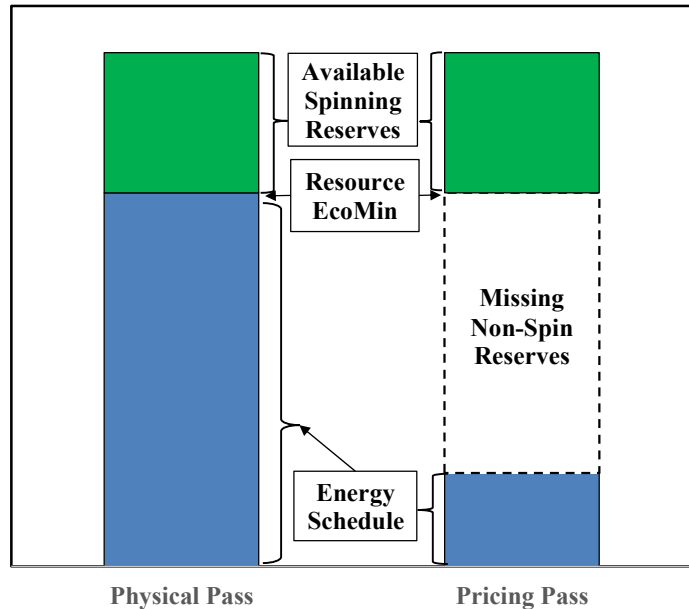 Available
Spinning
Reserves
Resource
EcoMin
Missing
Non-Spin
Reserves
Energy
Schedule
Physical Pass
Pricing Pass